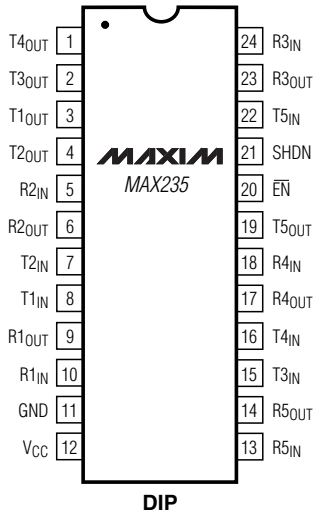 T4OUT 1 24 R3IN
T3OUT 2 23 R3OUT
T1OUT 3 22 T5IN
T2OUT 4 MAXIM 21 SHDN
R2IN 5 MAX235 20 E̅N̅
R2OUT 6 19 T5OUT
T2IN 7 18 R4IN
T1IN 8 17 R4OUT
R1OUT 9 16 T4IN
R1IN 10 15 T3IN
GND 11 14 R5OUT
VCC 12 13 R5IN
DIP